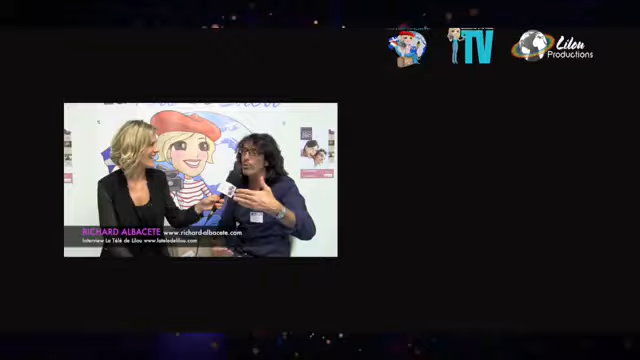 TV
Lilou
Productions
RICHARD ALBACETE www.richard-albacete.com
Interview La Télé de Lilou www.lateledelilou.com